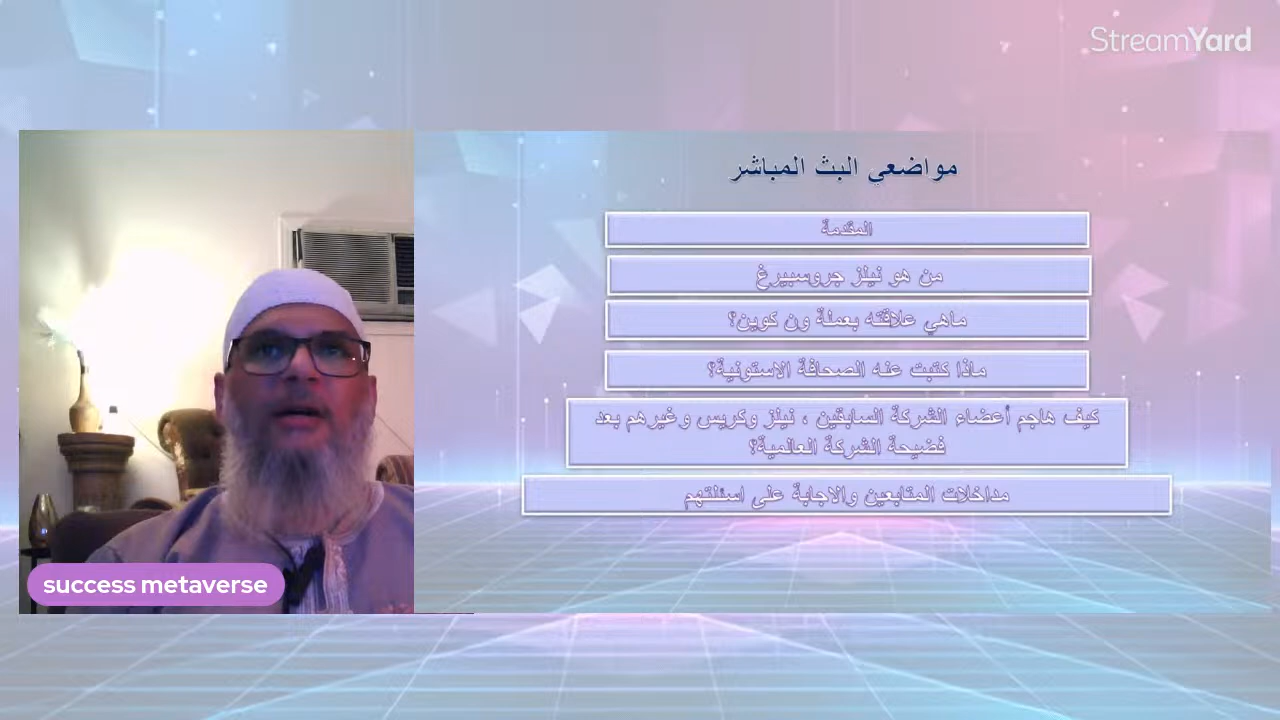 StreamYard
مواضعي البث المباشر
المقدمة
من هو نيلز جروسبيرغ
ماهي علاقته بعملة ون كوين؟
ماذا كتبت عنه الصحافة الاستونية؟
كيف هاجم أعضاء الشركة السابقين ، نيلز وكريس وغيرهم بعد
فضيحة الشركة العالمية؟
مداخلات المتابعين والاجابة على اسئلتهم
success metaverse